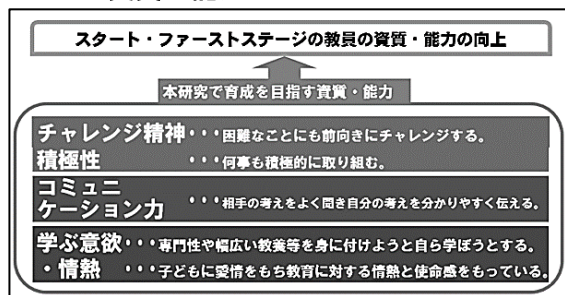 スタート・ファーストステージの教員の資質・能力の向上
本研究で育成を目指す資質・能力
チャレンジ精神・・・困難なことにも前向きにチャレンジする。
積極性 ・・・何事も積極的に取り組む。
コミュニ
ケーション力 ・・・相手の考えをよく聞き自分の考えを分かりやすく伝える。
学ぶ意欲・・・専門性や幅広い教養等を身に付けようと自ら学ぼうとする。
・情熱 ・・・子どもに愛情をもち教育に対する情熱と使命感をもっている。